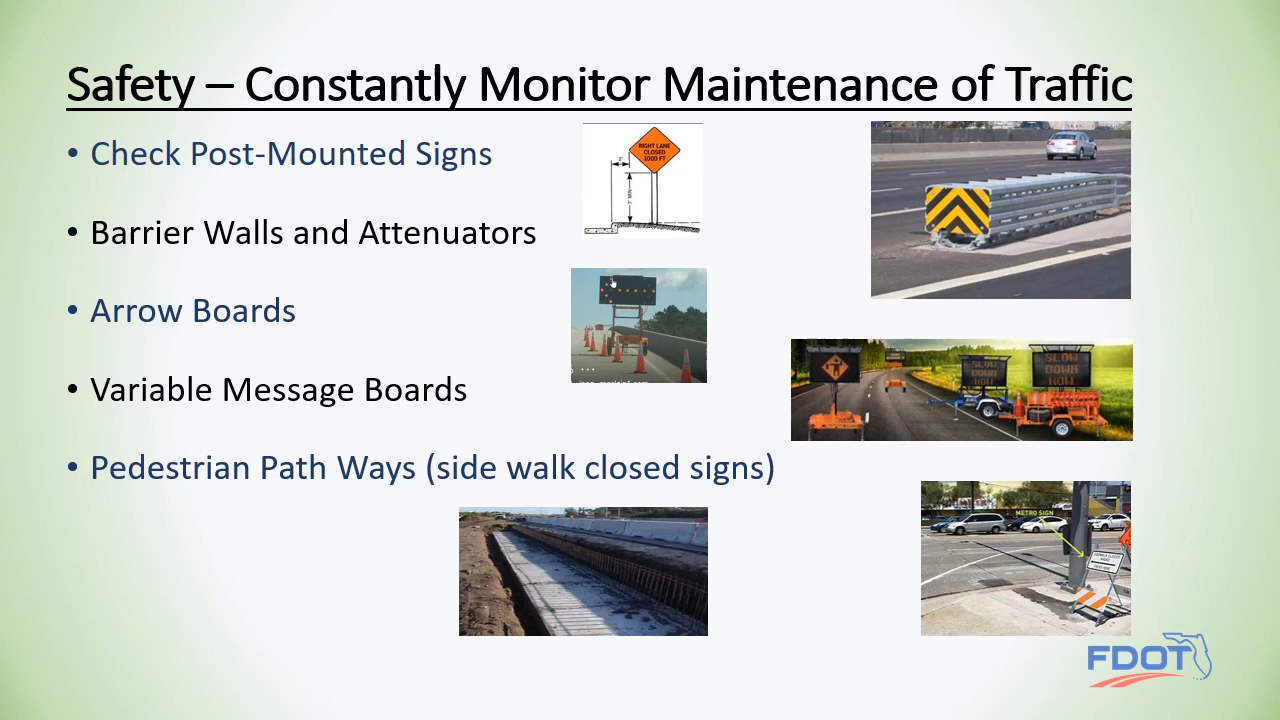 Safety – Constantly Monitor Maintenance of Traffic
• Check Post-Mounted Signs
RIGHT LANE
CLOSED
1000 FT
• Barrier Walls and Attenuators
• Arrow Boards
SLOW
DOWN
NOW
SLOW
DOWN
NOW
• Variable Message Boards
• Pedestrian Path Ways (side walk closed signs)
METRO SIGN
FDOT